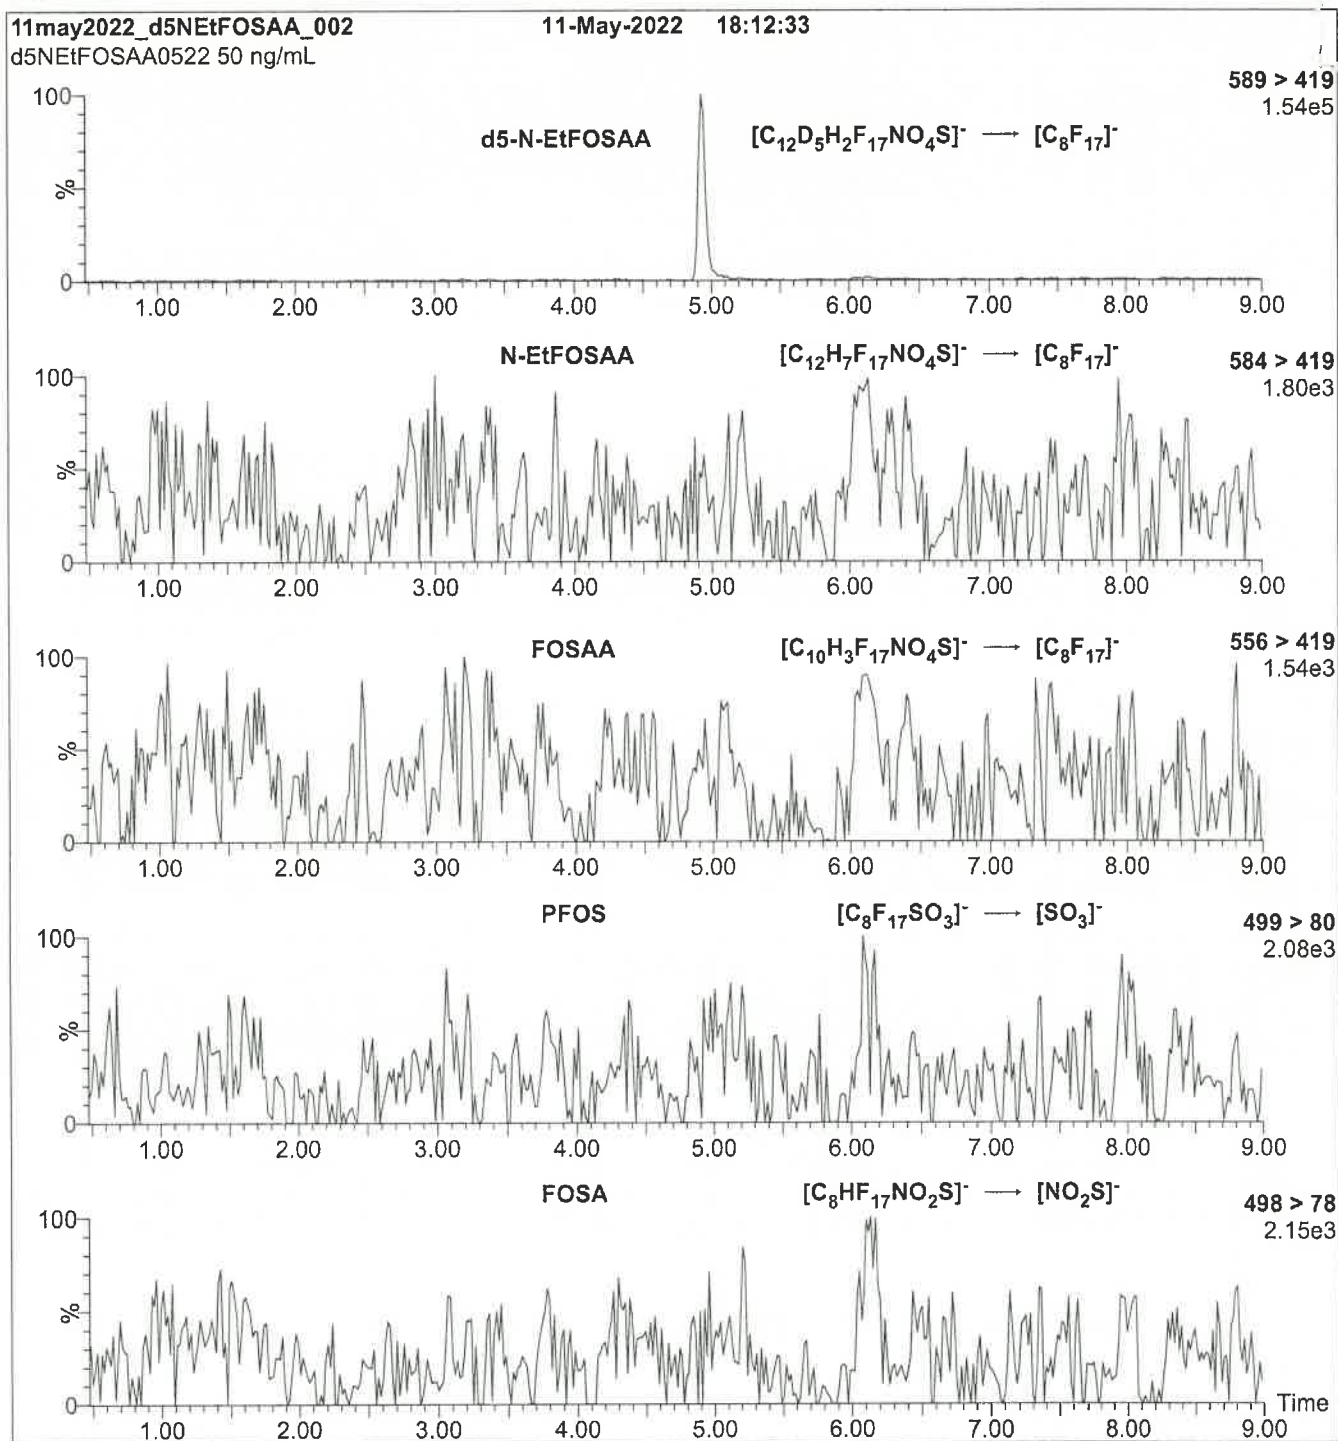 11may2022_d5NEtFOSAA_002 11-May-2022 18:12:33
d5NEtFOSAA0522 50 ng/mL
589 > 419
1.54e5
d5-N-EtFOSAA [C12D5H2F17NO4S]- → [C8F17]-
100
%
0
1.00 2.00 3.00 4.00 5.00 6.00 7.00 8.00 9.00
N-EtFOSAA [C12H7F17NO4S]- → [C8F17]-
584 > 419
1.80e3
100
%
0
1.00 2.00 3.00 4.00 5.00 6.00 7.00 8.00 9.00
FOSAA [C10H3F17NO4S]- → [C8F17]-
556 > 419
1.54e3
100
%
0
1.00 2.00 3.00 4.00 5.00 6.00 7.00 8.00 9.00
PFOS [C8F17SO3]- → [SO3]-
499 > 80
2.08e3
100
%
0
1.00 2.00 3.00 4.00 5.00 6.00 7.00 8.00 9.00
FOSA [C8HF17NO2S]- → [NO2S]-
498 > 78
2.15e3
100
%
0
Time
1.00 2.00 3.00 4.00 5.00 6.00 7.00 8.00 9.00